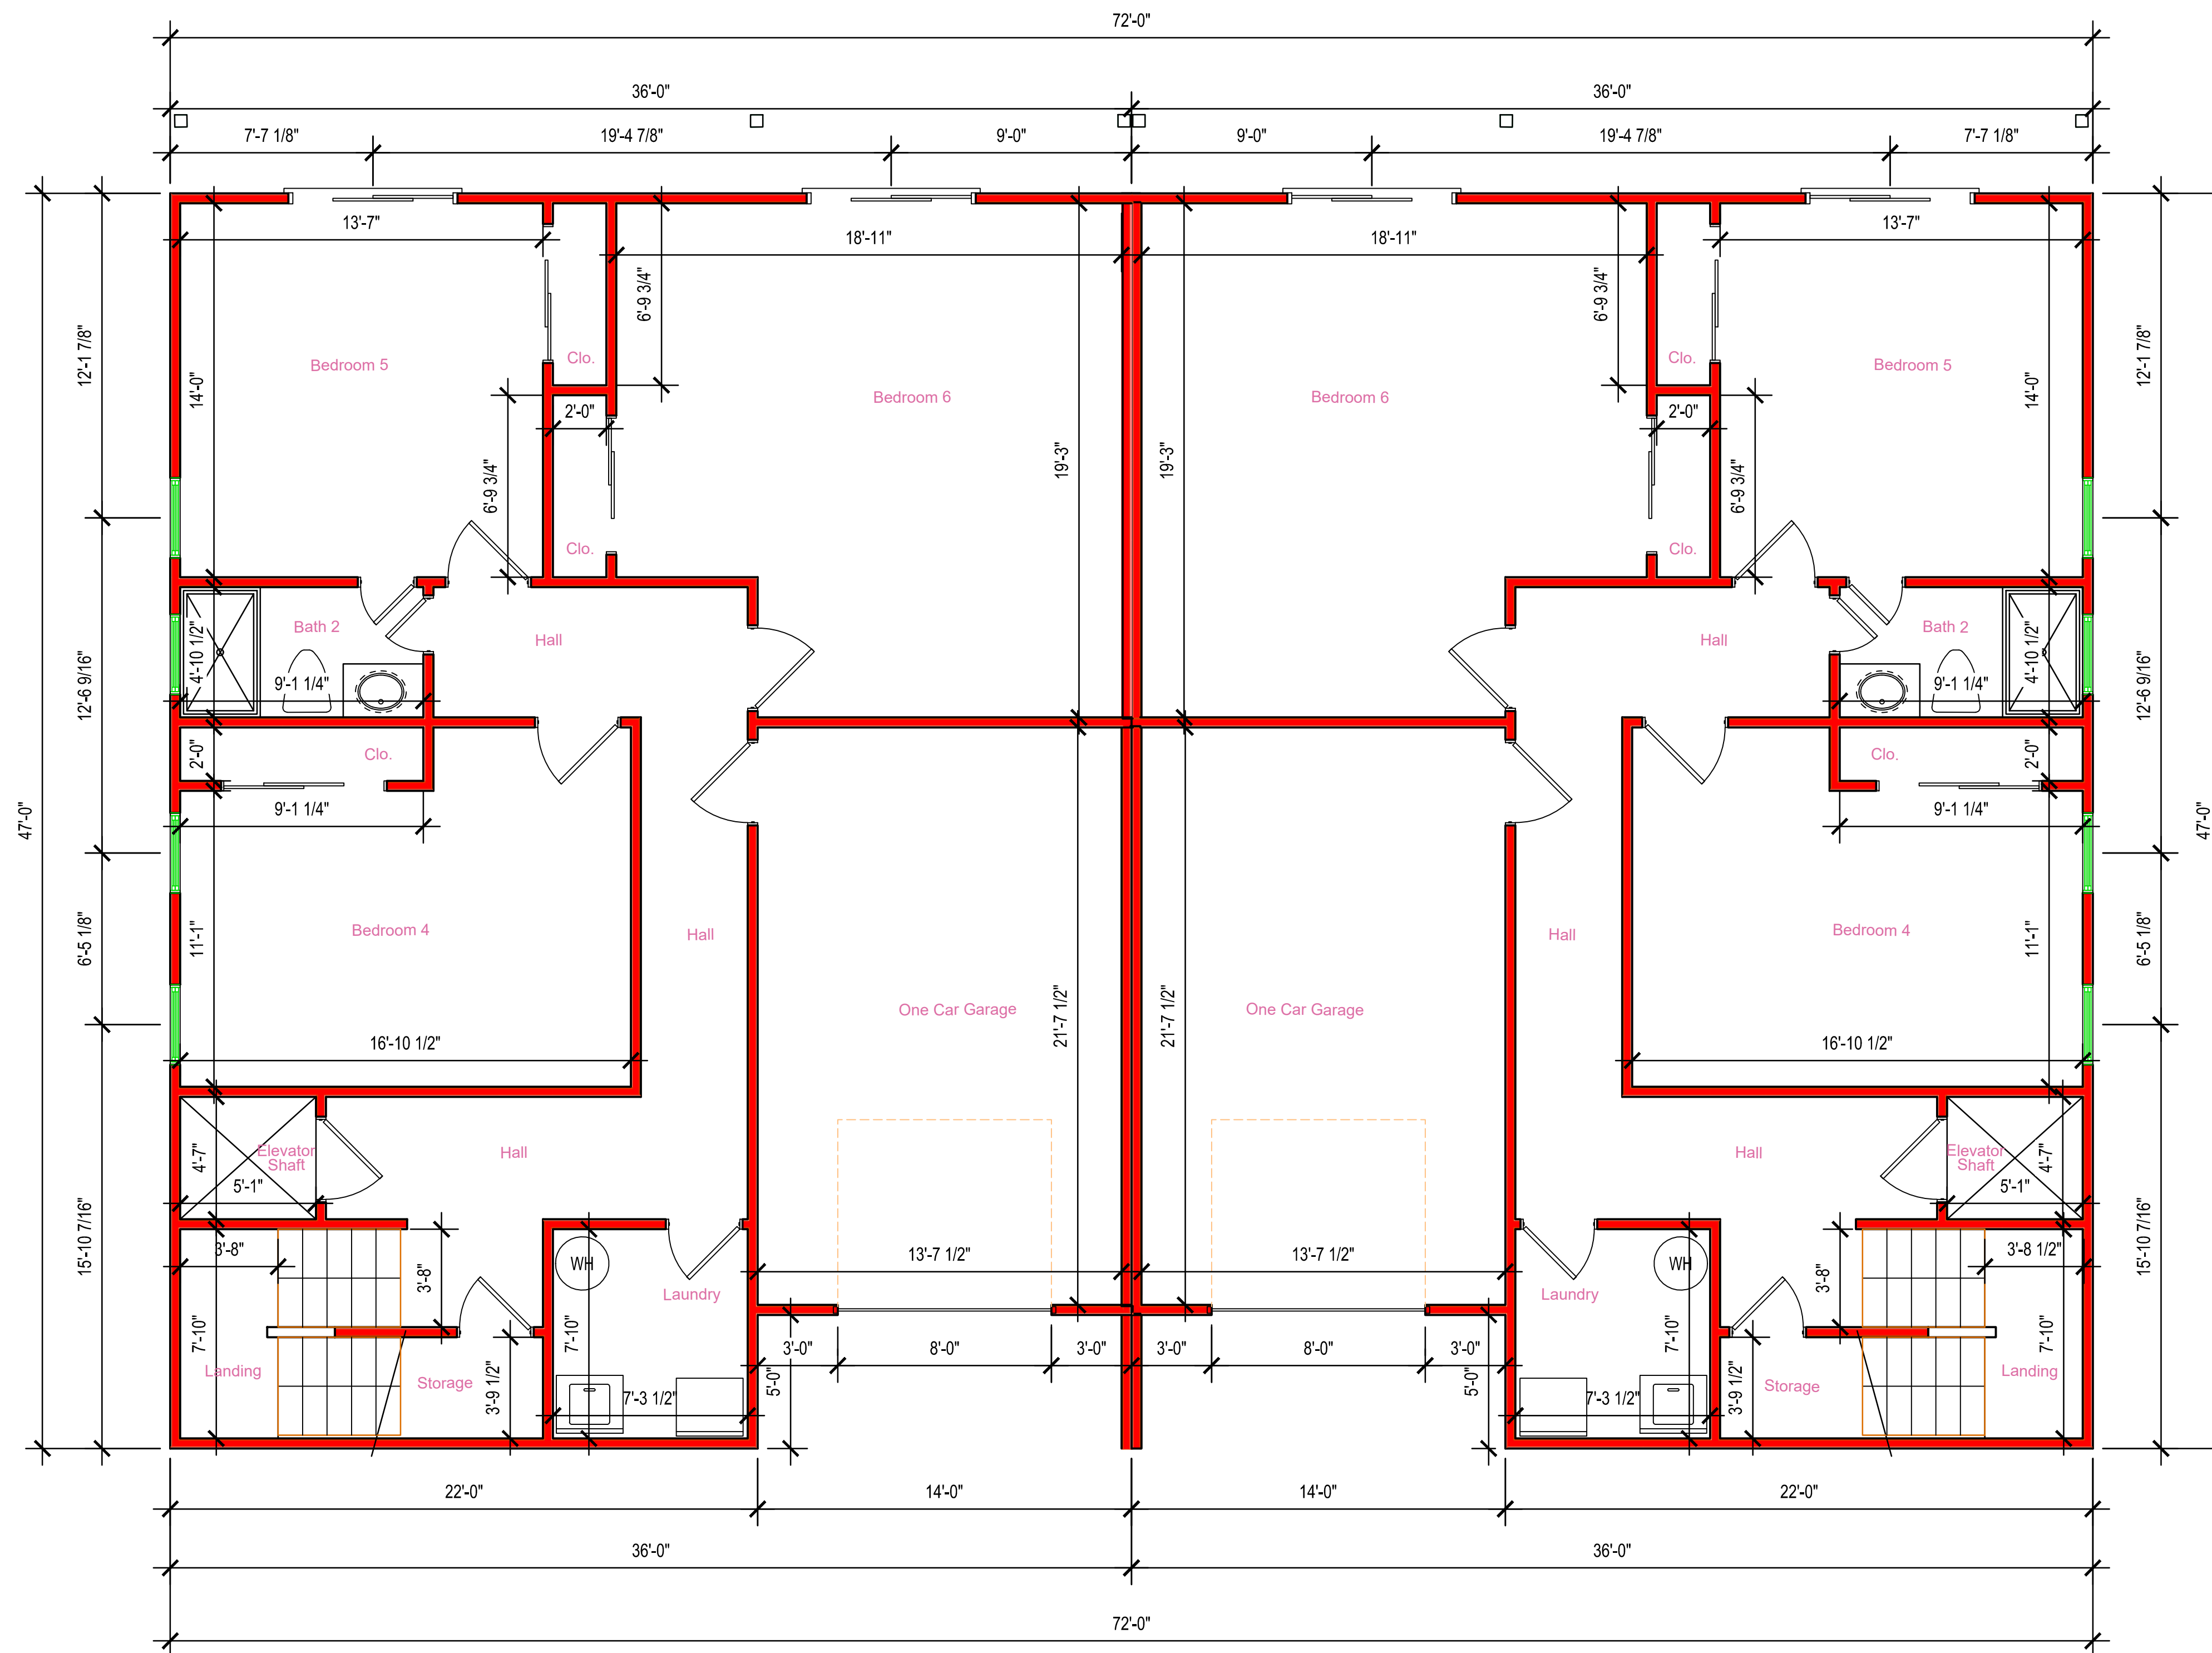 72'-0"
36'-0" 36'-0"
7'-7 1/8" 19'-4 7/8" 9'-0" 9'-0" 19'-4 7/8" 7'-7 1/8"
13'-7" 18'-11" 18'-11" 13'-7"
6'-9 3/4" 6'-9 3/4"
12'-1 7/8" 14'-0" Bedroom 5 Clo. Clo. Bedroom 5 14'-0" 12'-1 7/8"
Bedroom 6 Bedroom 6
2'-0" 2'-0"
6'-9 3/4" 19'-3" 19'-3" 6'-9 3/4"
Clo. Clo.
Bath 2 Hall Hall Bath 2
4'-10 1/2" 4'-10 1/2"
12'-6 9/16" 9'-1 1/4" 9'-1 1/4" 12'-6 9/16"
2'-0" Clo. Clo. 2'-0"
47'-0" 9'-1 1/4" 9'-1 1/4" 47'-0"
6'-5 1/8" 11'-1" Bedroom 4 Hall Hall Bedroom 4 11'-1" 6'-5 1/8"
One Car Garage One Car Garage
21'-7 1/2" 21'-7 1/2"
16'-10 1/2" 16'-10 1/2"
4'-7" Elevator Hall Hall Elevator 4'-7"
Shaft Shaft
5'-1" 5'-1"
15'-10 7/16" 15'-10 7/16"
3'-8" 13'-7 1/2" 13'-7 1/2" 3'-8 1/2"
3'-8" WH WH 3'-8"
Laundry Laundry
7'-10" 7'-10" 7'-10" 7'-10"
3'-0" 8'-0" 3'-0" 3'-0" 8'-0" 3'-0"
Landing Storage 5'-0" 5'-0" Storage Landing
3'-9 1/2" 7'-3 1/2" 7'-3 1/2" 3'-9 1/2"
22'-0" 14'-0" 14'-0" 22'-0"
36'-0" 36'-0"
72'-0"